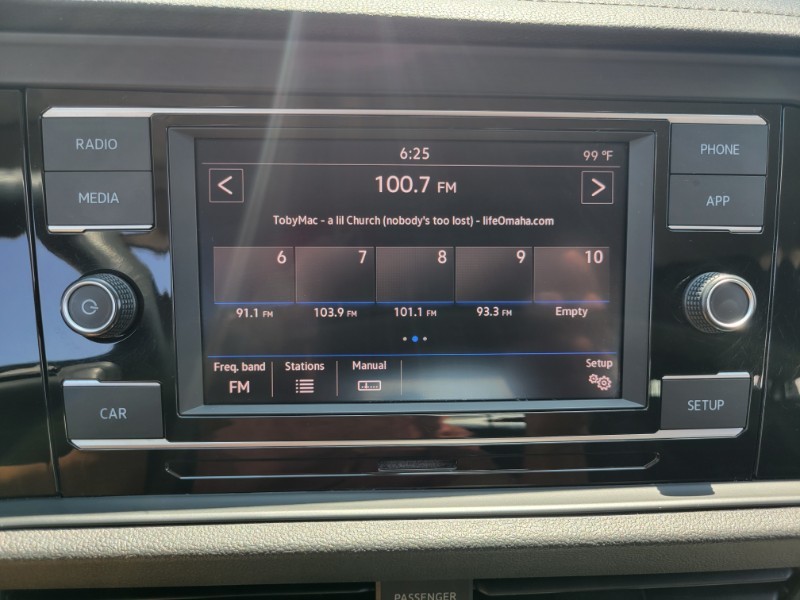 RADIO
MEDIA
CAR
6:25
99 °F
<
100.7 FM
>
TobyMac - a lil Church (nobody's too lost) - lifeOmaha.com
6 7 8 9 10
91.1 FM 103.9 FM 101.1 FM 93.3 FM Empty
Freq. band Stations Manual Setup
FM
PHONE
APP
SETUP
PASSENGER